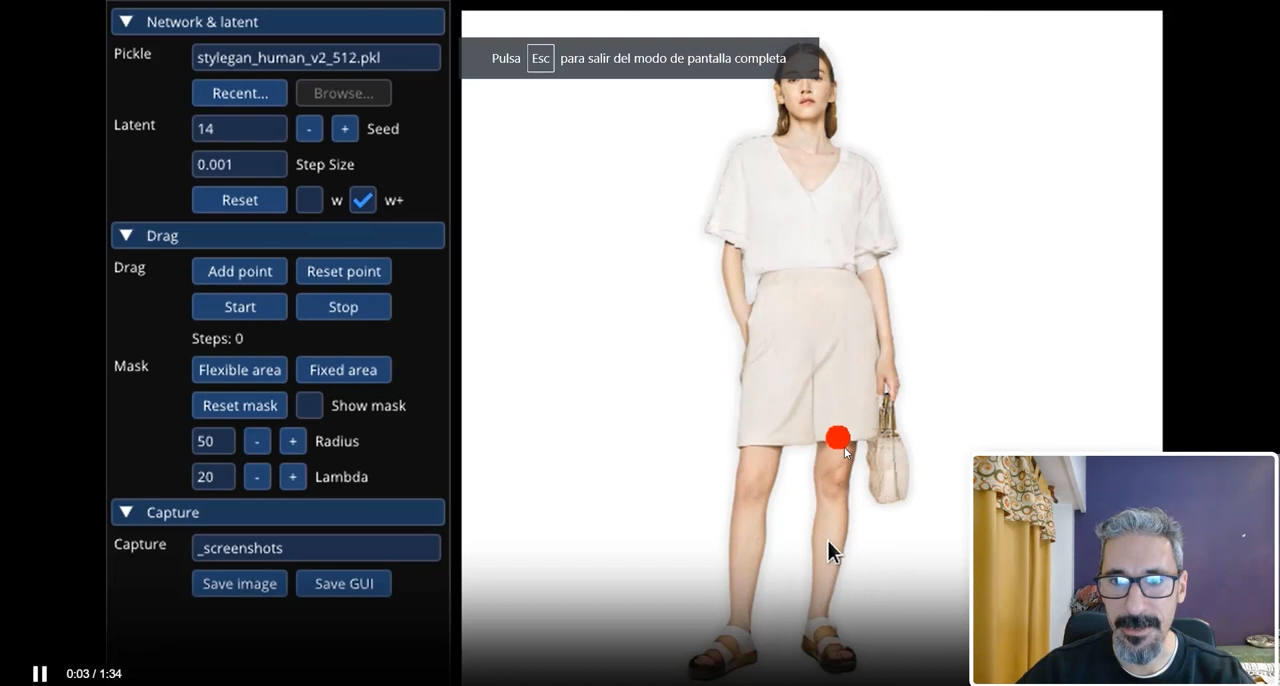 Network & latent
Pickle
stylegan_human_v2_512.pkl
Recent...
Browse...
Latent
14
-
+
Seed
0.001
Step Size
Reset
w
w+
Drag
Drag
Add point
Reset point
Start
Stop
Steps: 0
Mask
Flexible area
Fixed area
Reset mask
Show mask
50
-
+
Radius
20
-
+
Lambda
Capture
Capture
_screenshots
Save image
Save GUI
Pulsa Esc para salir del modo de pantalla completa
0:03 / 1:34